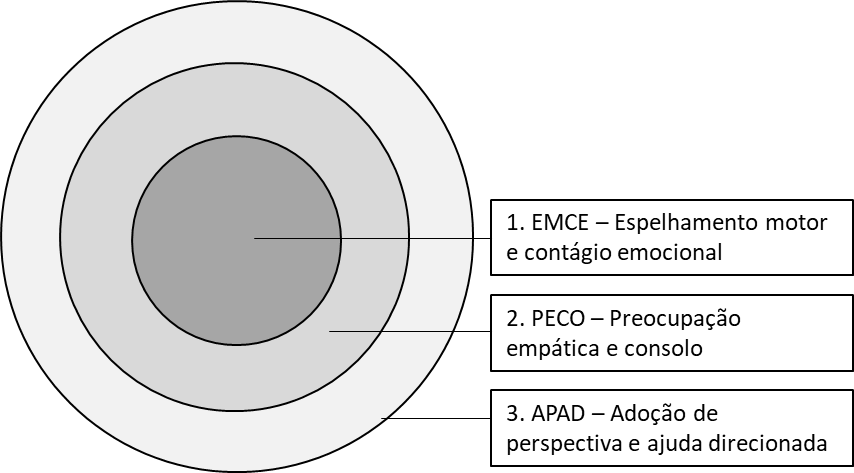 1. EMCE – Espelhamento motor
e contágio emocional
2. PECO – Preocupação
empática e consolo
3. APAD – Adoção de
perspectiva e ajuda direcionada